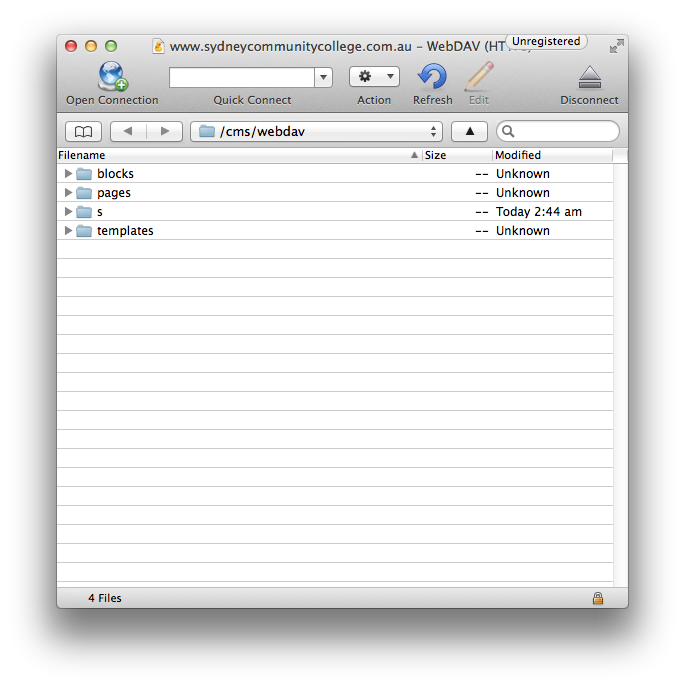 www.sydneycommunitycollege.com.au – WebDAV (HT
Unregistered
Open Connection
Quick Connect
Action
Refresh
Edit
Disconnect
/cms/webdav
Filename Size Modified
blocks -- Unknown
pages -- Unknown
s -- Today 2:44 am
templates -- Unknown
4 Files